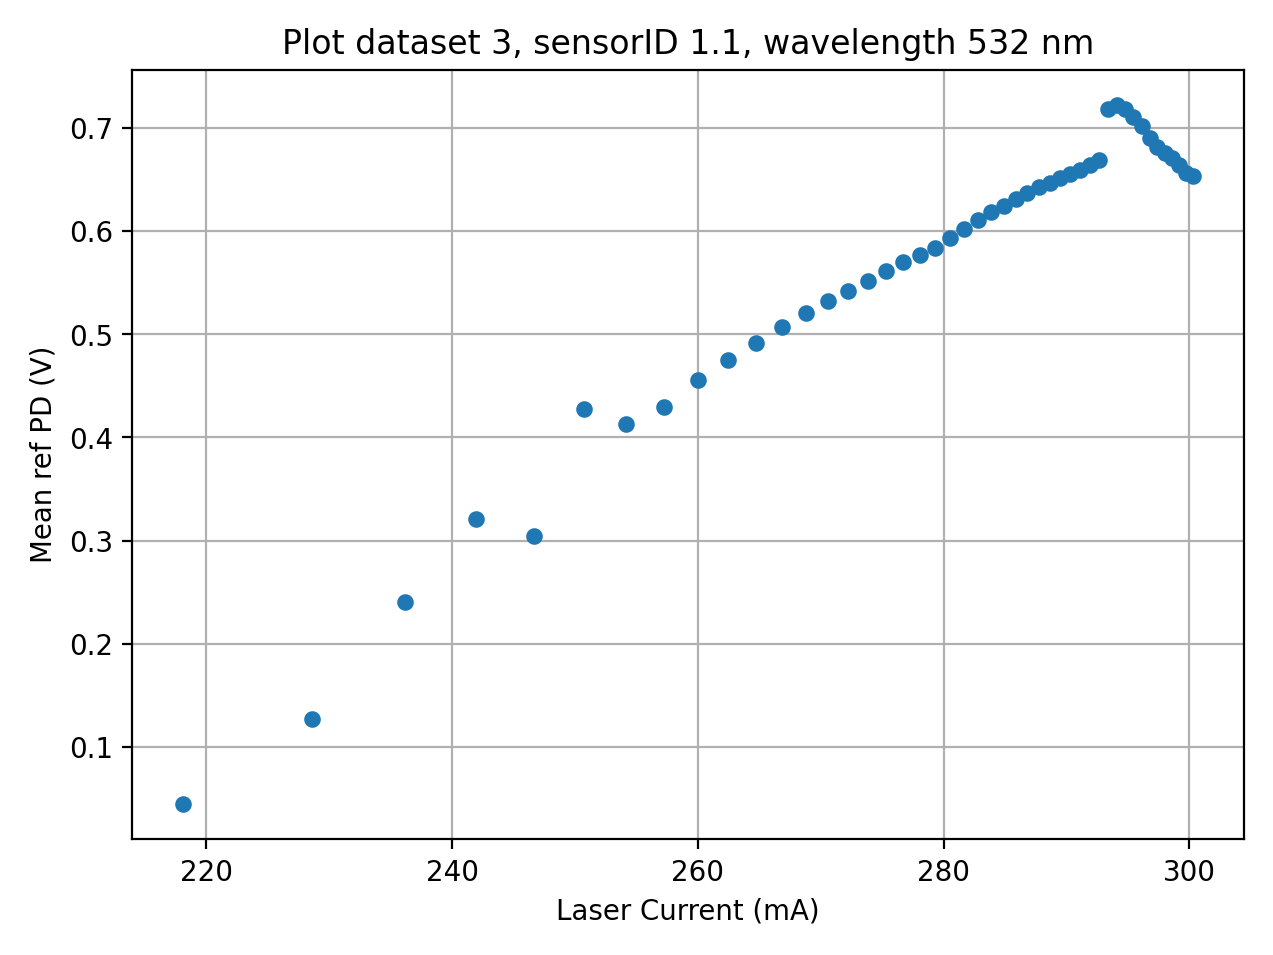 Plot dataset 3, sensorID 1.1, wavelength 532 nm
0.7
0.6
0.5
0.4
0.3
0.2
0.1
Mean ref PD (V)
220 240 260 280 300
Laser Current (mA)